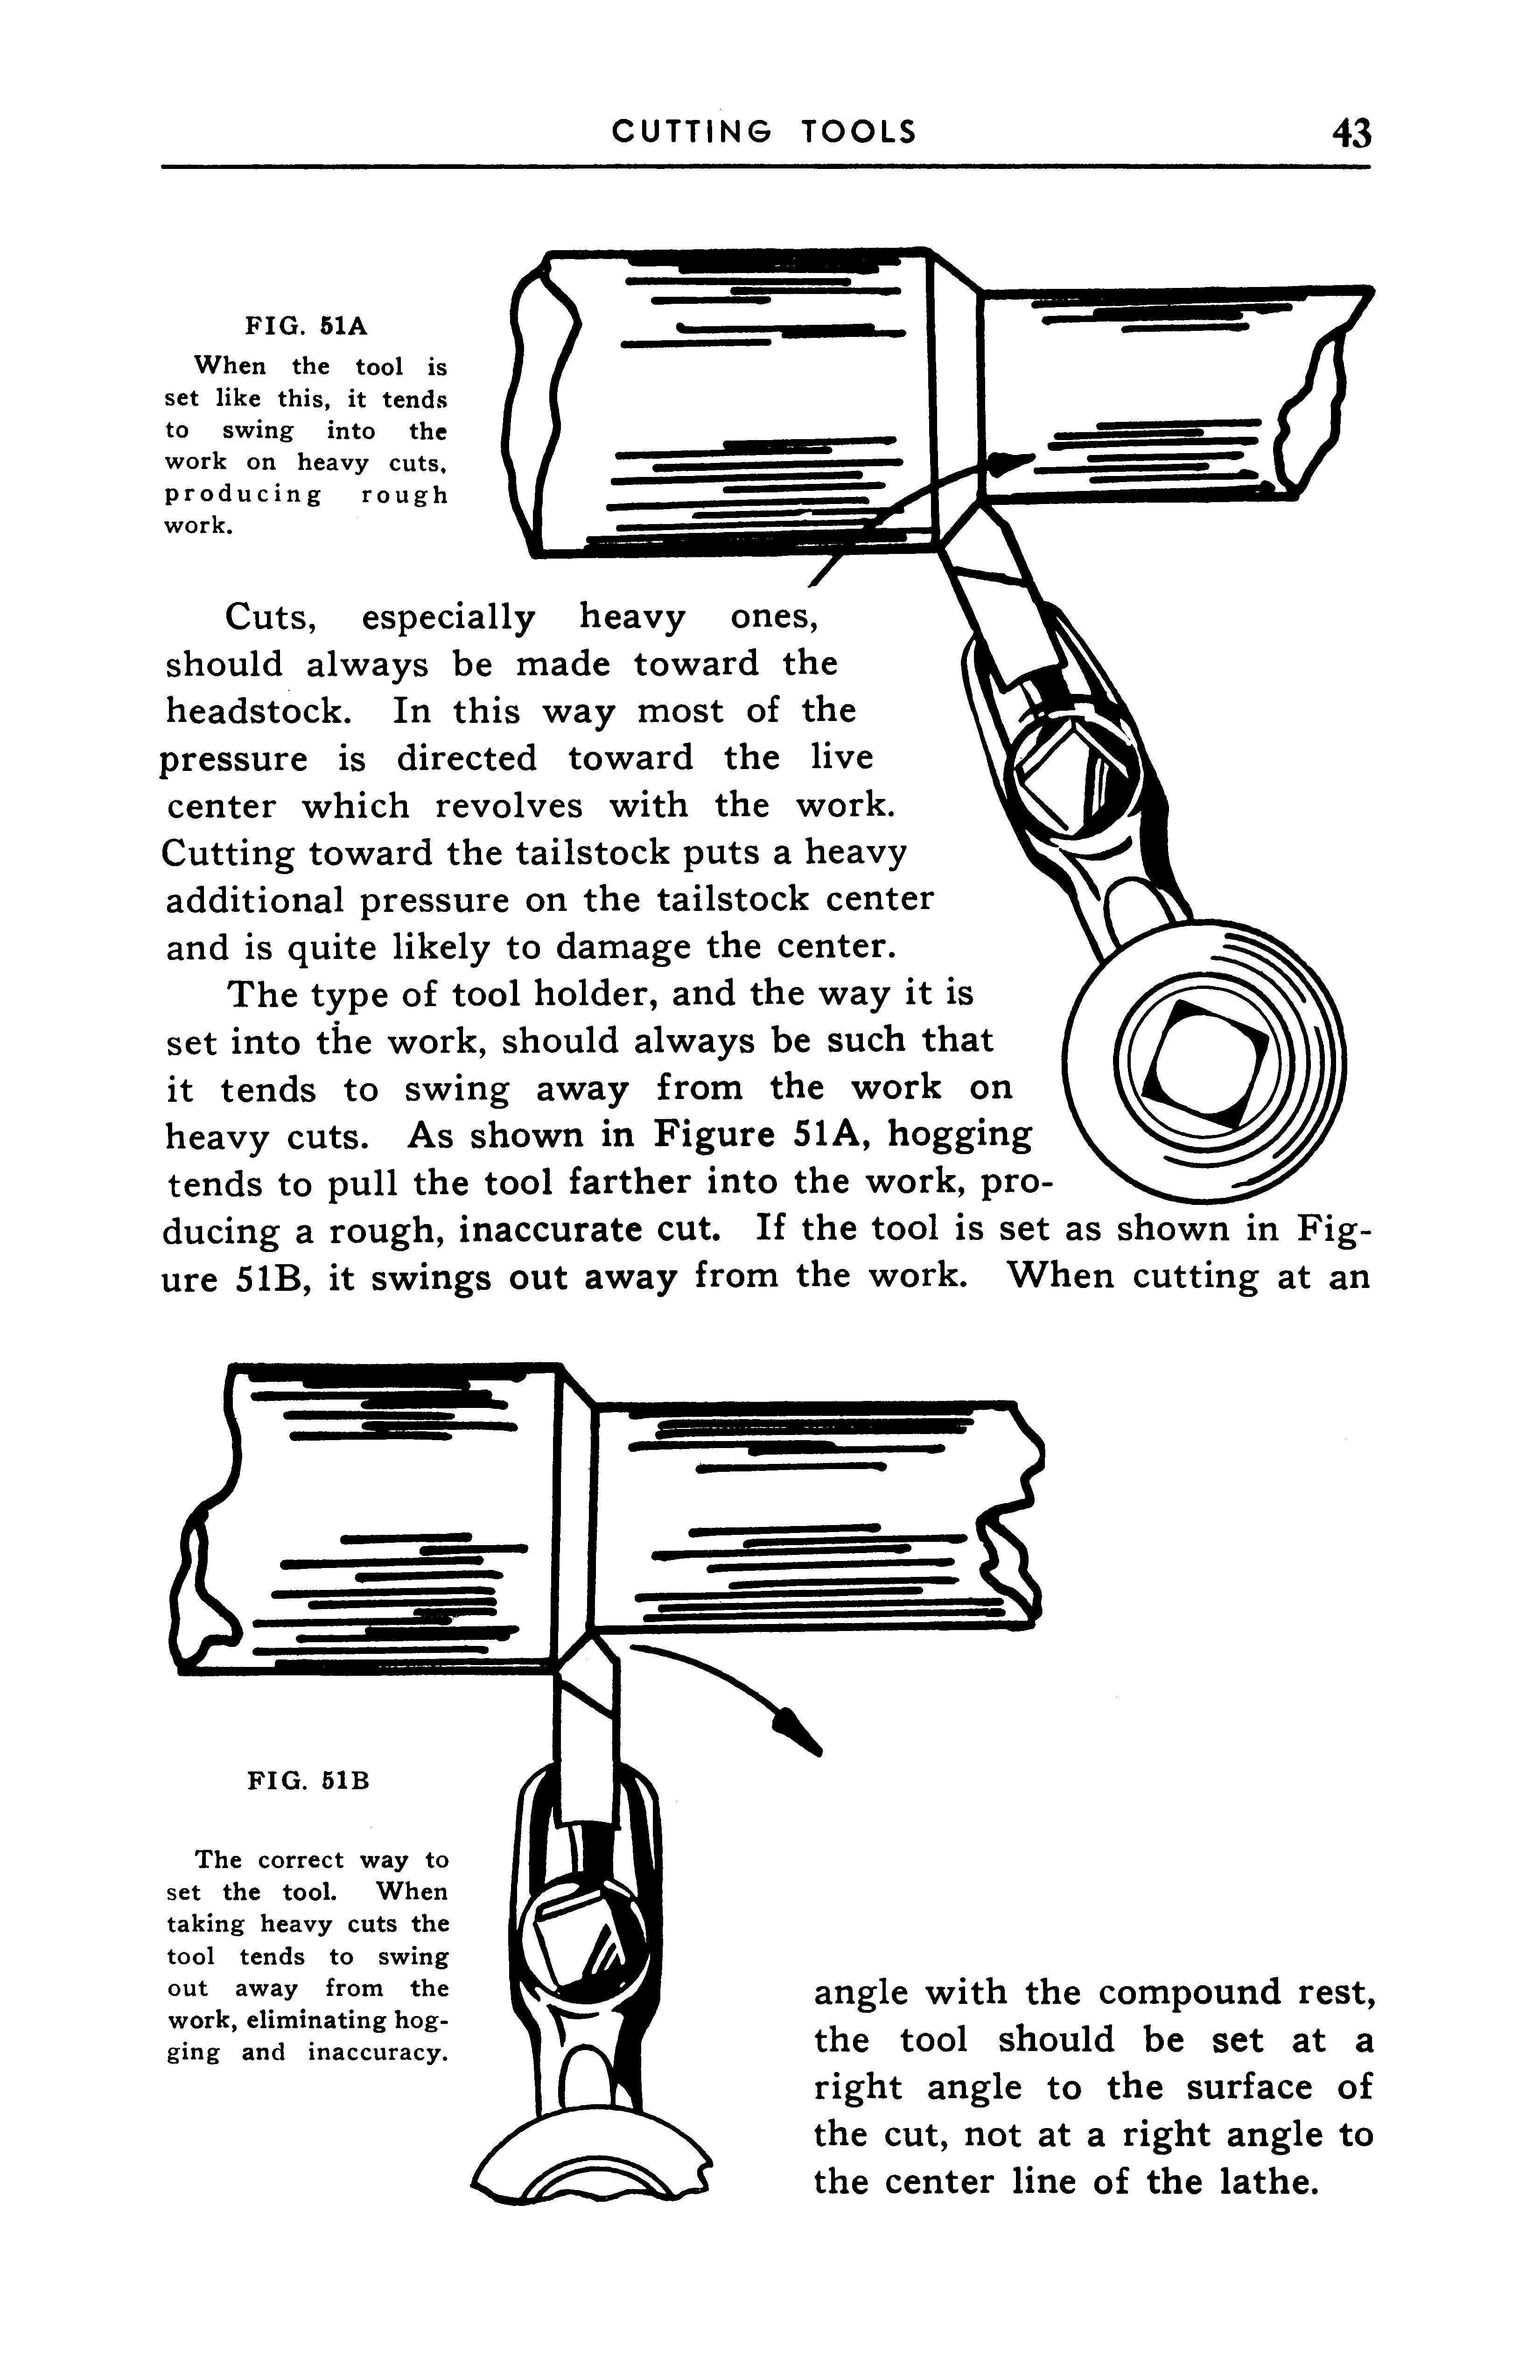 CUTTING TOOLS 43
FIG. 51A
When the tool is
set like this, it tends
to swing into the
work on heavy cuts,
producing rough
work.
Cuts, especially heavy ones,
should always be made toward the
headstock. In this way most of the
pressure is directed toward the live
center which revolves with the work.
Cutting toward the tailstock puts a heavy
additional pressure on the tailstock center
and is quite likely to damage the center.
The type of tool holder, and the way it is
set into the work, should always be such that
it tends to swing away from the work on
heavy cuts. As shown in Figure 51A, hogging
tends to pull the tool farther into the work, pro-
ducing a rough, inaccurate cut. If the tool is set as shown in Fig-
ure 51B, it swings out away from the work. When cutting at an
FIG. 51B
The correct way to
set the tool. When
taking heavy cuts the
tool tends to swing
out away from the
work, eliminating hog-
ging and inaccuracy.
angle with the compound rest,
the tool should be set at a
right angle to the surface of
the cut, not at a right angle to
the center line of the lathe.